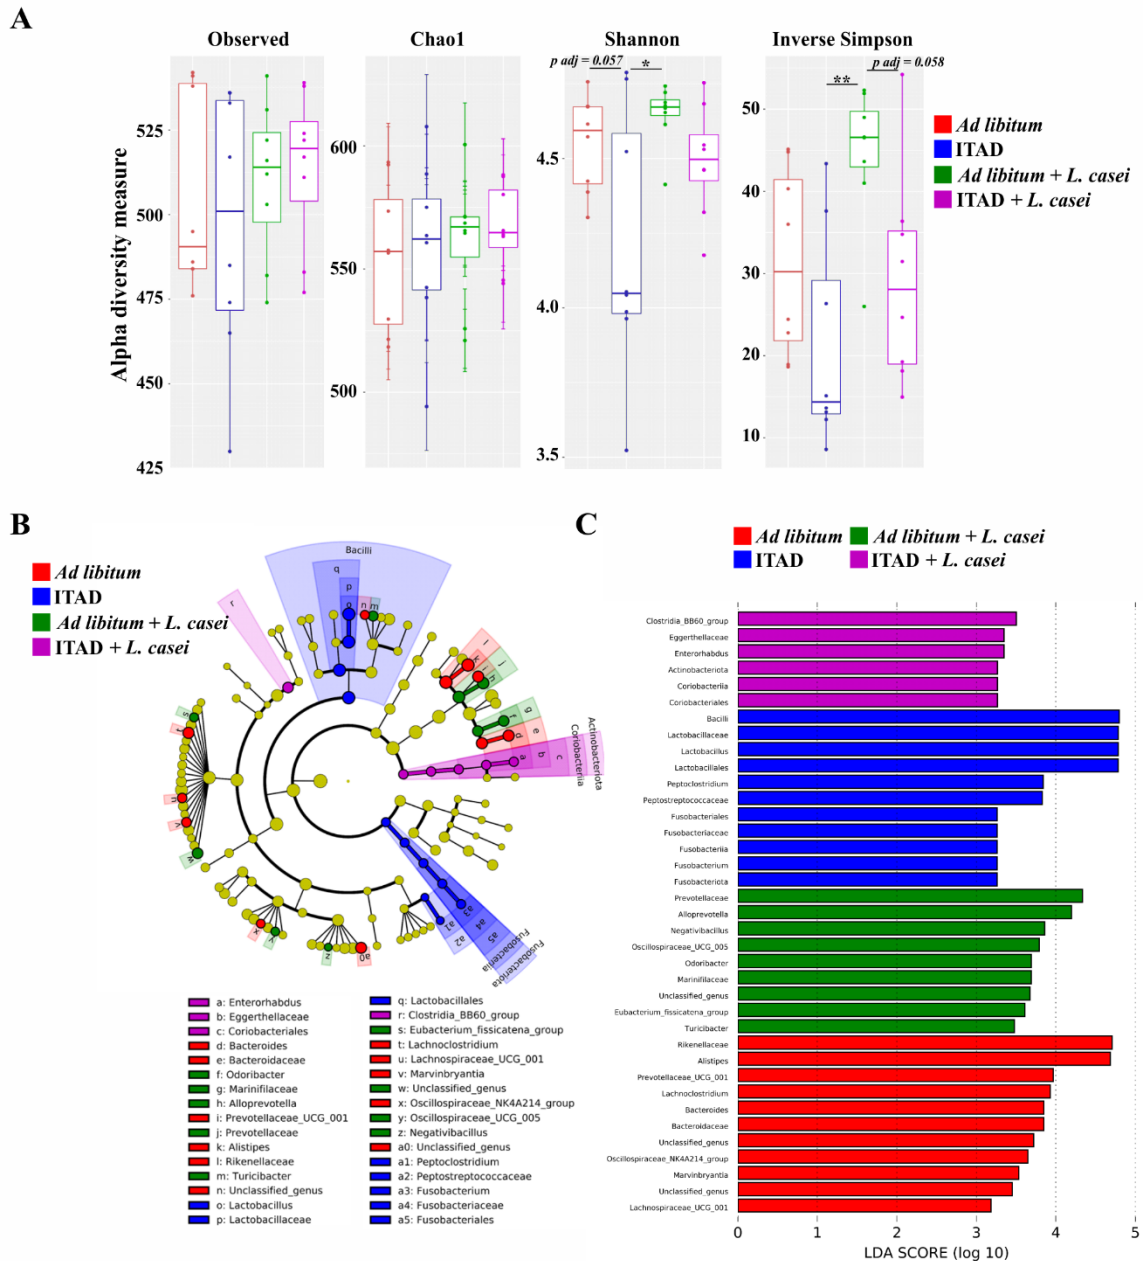 A
Observed
Chao1
Shannon
Inverse Simpson
p adj = 0.057
*
**
p adj = 0.058
Alpha diversity measure
525
500
475
450
425
600
550
500
4.5
4.0
3.5
50
40
30
20
10
Ad libitum
ITAD
Ad libitum + L. casei
ITAD + L. casei
B
Ad libitum
ITAD
Ad libitum + L. casei
ITAD + L. casei
Bacilli
q
p
o
n
m
r
l
k
i
j
h
g
f
e
d
a
b
c
Coriobacteriia
Actinobacteriota
s
t
u
v
w
x
y
z
a0
a1
a2
a3
a4
a5
Fusobacteriia
Fusobacteriota
a: Enterorhabdus
b: Eggerthellaceae
c: Coriobacteriales
d: Bacteroides
e: Bacteroidaceae
f: Odoribacter
g: Marinifilaceae
h: Alloprevotella
i: Prevotellaceae_UCG_001
j: Prevotellaceae
k: Alistipes
l: Rikenellaceae
m: Turicibacter
n: Unclassified_genus
o: Lactobacillus
p: Lactobacillaceae
q: Lactobacillales
r: Clostridia_BB60_group
s: Eubacterium_fissicatena_group
t: Lachnoclostridium
u: Lachnospiraceae_UCG_001
v: Marvinbryantia
w: Unclassified_genus
x: Oscillospiraceae_NK4A214_group
y: Oscillospiraceae_UCG_005
z: Negativibacillus
a0: Unclassified_genus
a1: Peptoclostridium
a2: Peptostreptococcaceae
a3: Fusobacterium
a4: Fusobacteriaceae
a5: Fusobacteriales
C
Ad libitum
Ad libitum + L. casei
ITAD
ITAD + L. casei
Clostridia_BB60_group
Eggerthellaceae
Enterorhabdus
Actinobacteriota
Coriobacteriia
Coriobacteriales
Bacilli
Lactobacillaceae
Lactobacillus
Lactobacillales
Peptoclostridium
Peptostreptococcaceae
Fusobacteriales
Fusobacteriaceae
Fusobacteriia
Fusobacterium
Fusobacteriota
Prevotellaceae
Alloprevotella
Negativibacillus
Oscillospiraceae_UCG_005
Odoribacter
Marinifilaceae
Unclassified_genus
Eubacterium_fissicatena_group
Turicibacter
Rikenellaceae
Alistipes
Prevotellaceae_UCG_001
Lachnoclostridium
Bacteroides
Bacteroidaceae
Unclassified_genus
Oscillospiraceae_NK4A214_group
Marvinbryantia
Unclassified_genus
Lachnospiraceae_UCG_001
0 1 2 3 4 5
LDA SCORE (log 10)